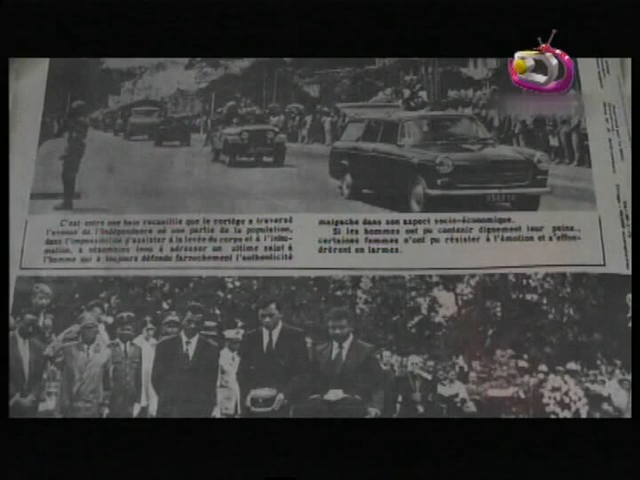 C'est entre une haie recueillie que le cortège a traversé
l'avenue de l'Indépendance où une partie de la population,
dans l'impossibilité d'assister à la levée du corps et à l'inhu-
mation, a néanmoins tenu à adresser un ultime salut à
l'homme qui a toujours défendu farouchement l'authenticité
malgache dans son aspect socio-économique.
Si les hommes ont pu contenir dignement leur peine,
certaines femmes n'ont pu résister à l'émotion et s'effon-
drèrent en larmes.